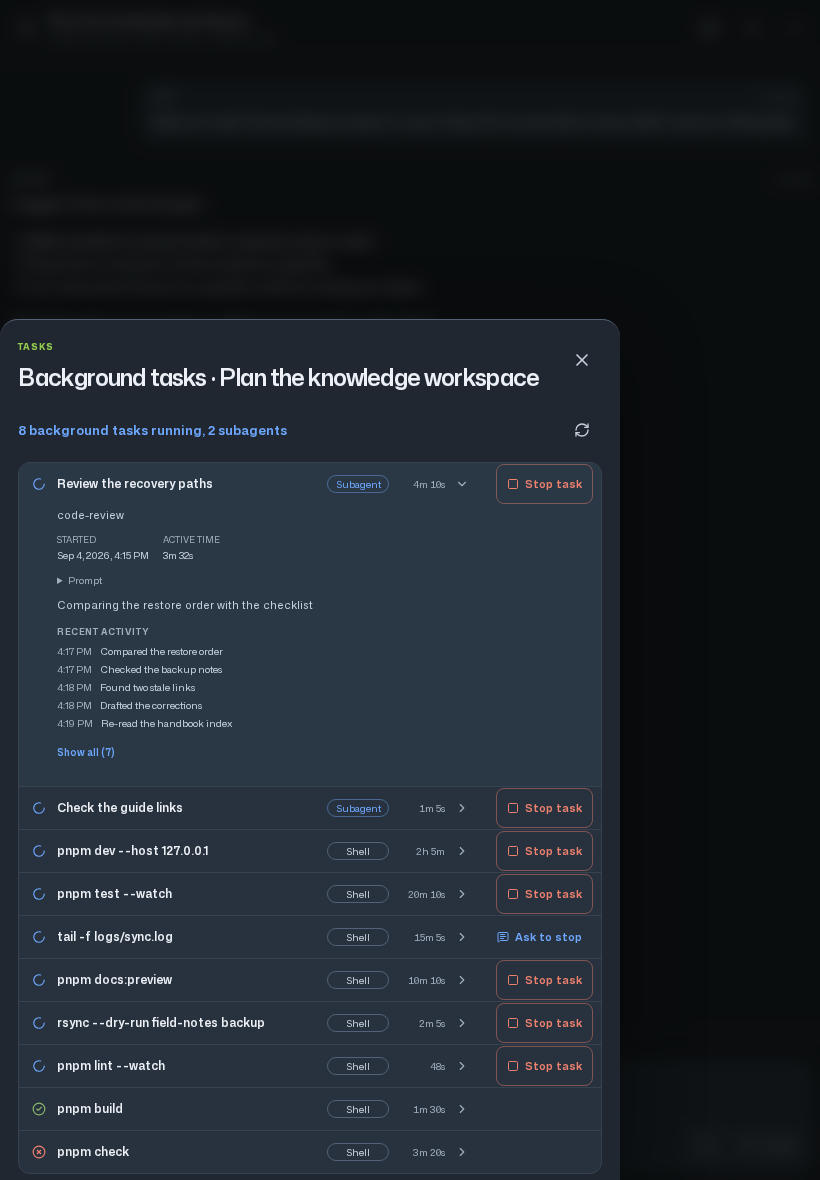 TASKS
Background tasks · Plan the knowledge workspace
8 background tasks running, 2 subagents
Review the recovery paths Subagent 4m 10s Stop task
code-review
STARTED ACTIVE TIME
Sep 4, 2026, 4:15 PM 3m 32s
Prompt
Comparing the restore order with the checklist
RECENT ACTIVITY
4:17 PM Compared the restore order
4:17 PM Checked the backup notes
4:18 PM Found two stale links
4:18 PM Drafted the corrections
4:19 PM Re-read the handbook index
Show all (7)
Check the guide links Subagent 1m 5s Stop task
pnpm dev --host 127.0.0.1 Shell 2h 5m Stop task
pnpm test --watch Shell 20m 10s Stop task
tail -f logs/sync.log Shell 15m 5s Ask to stop
pnpm docs:preview Shell 10m 10s Stop task
rsync --dry-run field-notes backup Shell 2m 5s Stop task
pnpm lint --watch Shell 48s Stop task
pnpm build Shell 1m 30s
pnpm check Shell 3m 20s